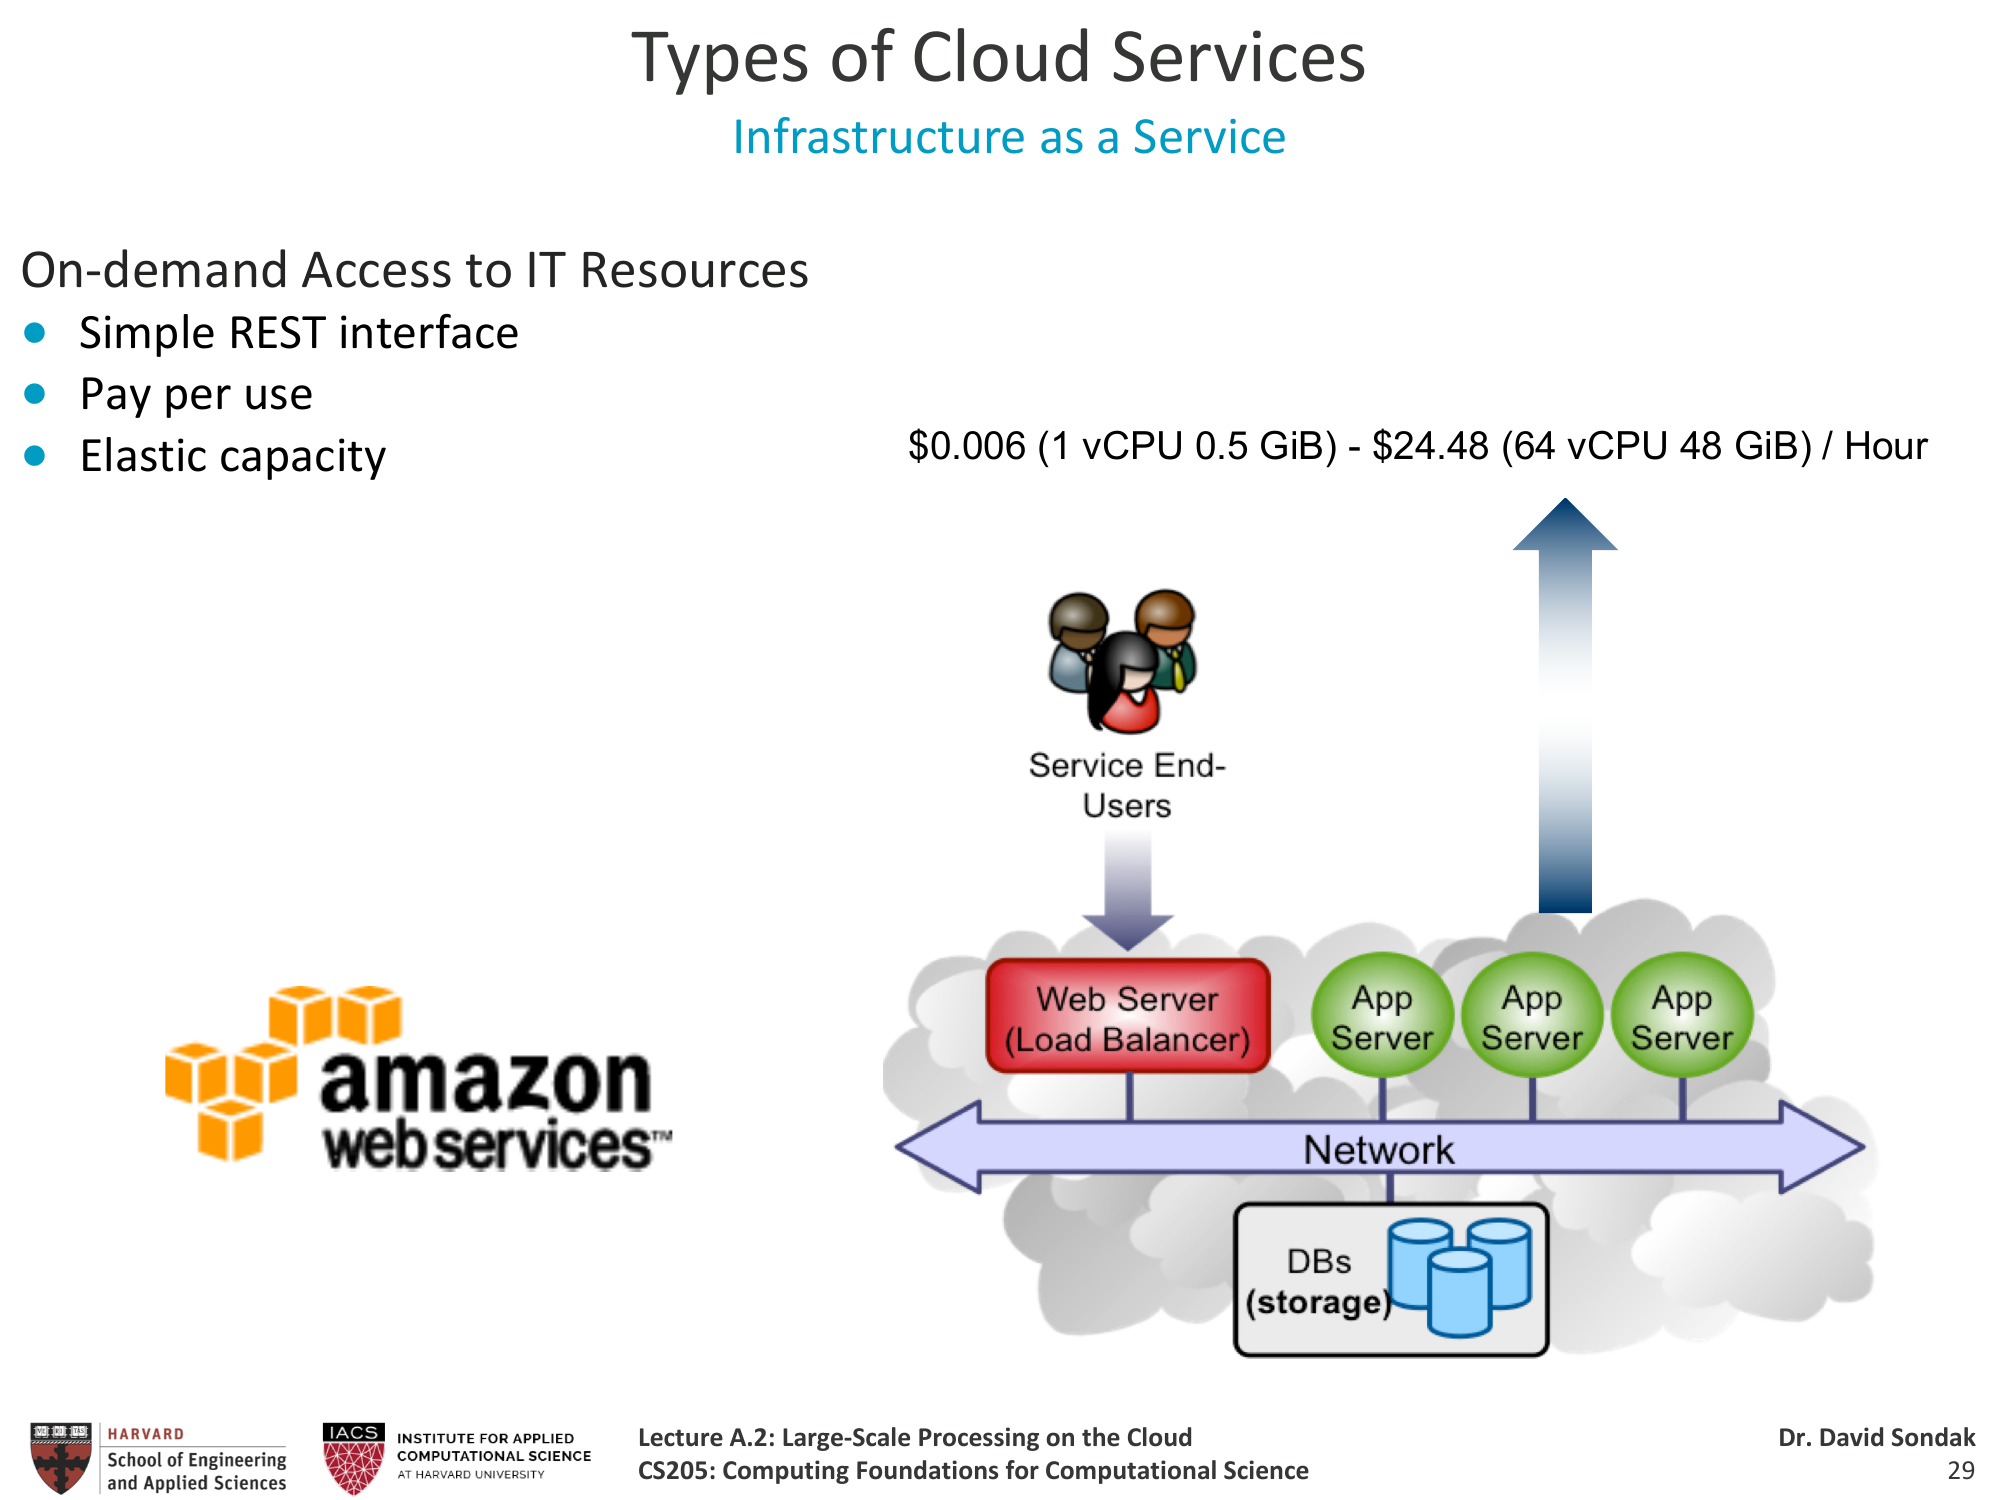 Types of Cloud Services
Infrastructure as a Service
On-demand Access to IT Resources
● Simple REST interface
● Pay per use
● Elastic capacity
$0.006 (1 vCPU 0.5 GiB) - $24.48 (64 vCPU 48 GiB) / Hour
Service End-
Users
Web Server
(Load Balancer)
App
Server
App
Server
App
Server
Network
DBs
(storage)
amazon
web services™
HARVARD
School of Engineering
and Applied Sciences
IACS
INSTITUTE FOR APPLIED
COMPUTATIONAL SCIENCE
AT HARVARD UNIVERSITY
Lecture A.2: Large-Scale Processing on the Cloud
CS205: Computing Foundations for Computational Science
Dr. David Sondak
29